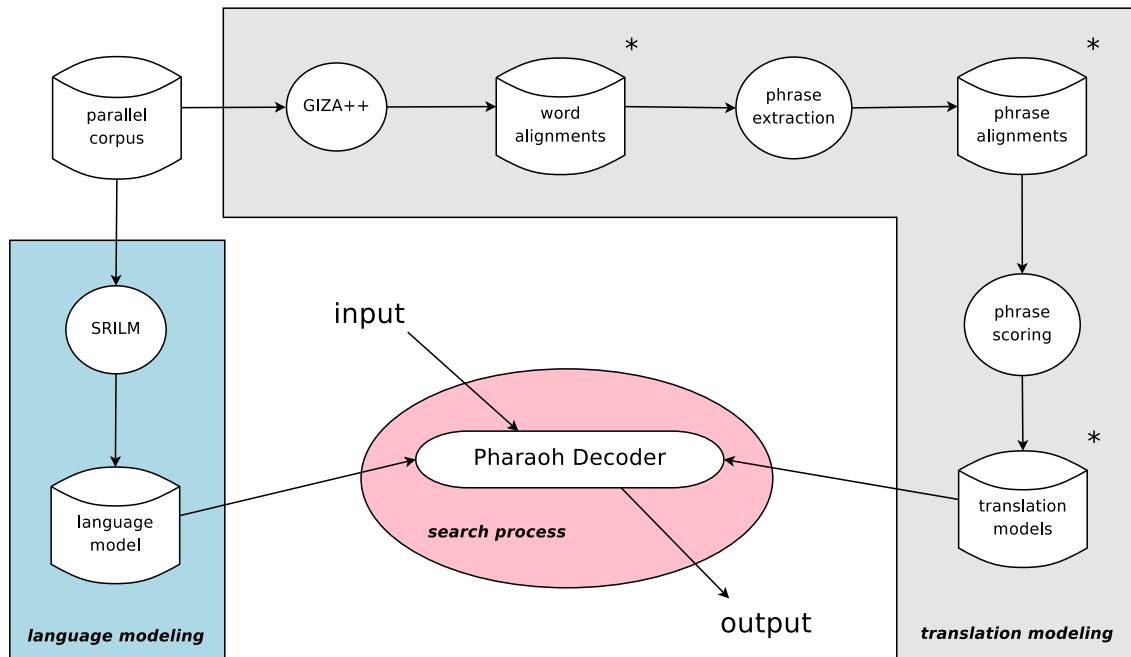 *
*
parallel
corpus
GIZA++
word
alignments
phrase
extraction
phrase
alignments
SRILM
input
phrase
scoring
Pharaoh Decoder
*
language
model
search process
translation
models
output
language modeling
translation modeling